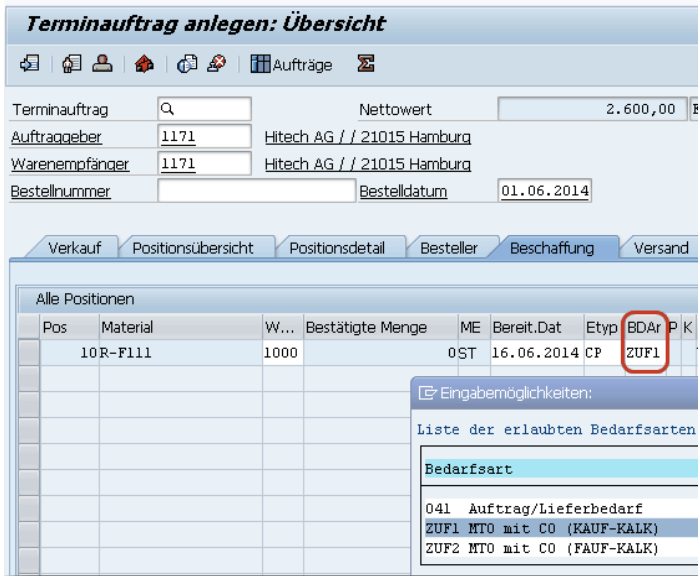 Terminauftrag anlegen: Übersicht
Aufträge
Terminauftrag Nettowert 2.600,00
Auftraggeber 1171 Hitech AG / / 21015 Hamburg
Warenempfänger 1171 Hitech AG / / 21015 Hamburg
Bestellnummer Bestelldatum 01.06.2014
Verkauf Positionsübersicht Positionsdetail Besteller Beschaffung Versand
Alle Positionen
Pos Material W... Bestätigte Menge ME Bereit.Dat Etyp BDAr P K
10 R-F111 1000 0 ST 16.06.2014 CP ZUF1
Eingabemöglichkeiten:
Liste der erlaubten Bedarfsarten
Bedarfsart
041 Auftrag/Lieferbedarf
ZUF1 MTO mit CO (KAUF-KALK)
ZUF2 MTO mit CO (FAUF-KALK)